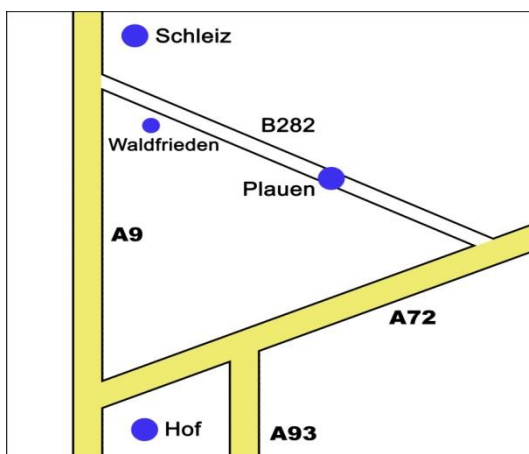 Schleiz
B282
Waldfrieden
Plauen
A9
A72
Hof
A93